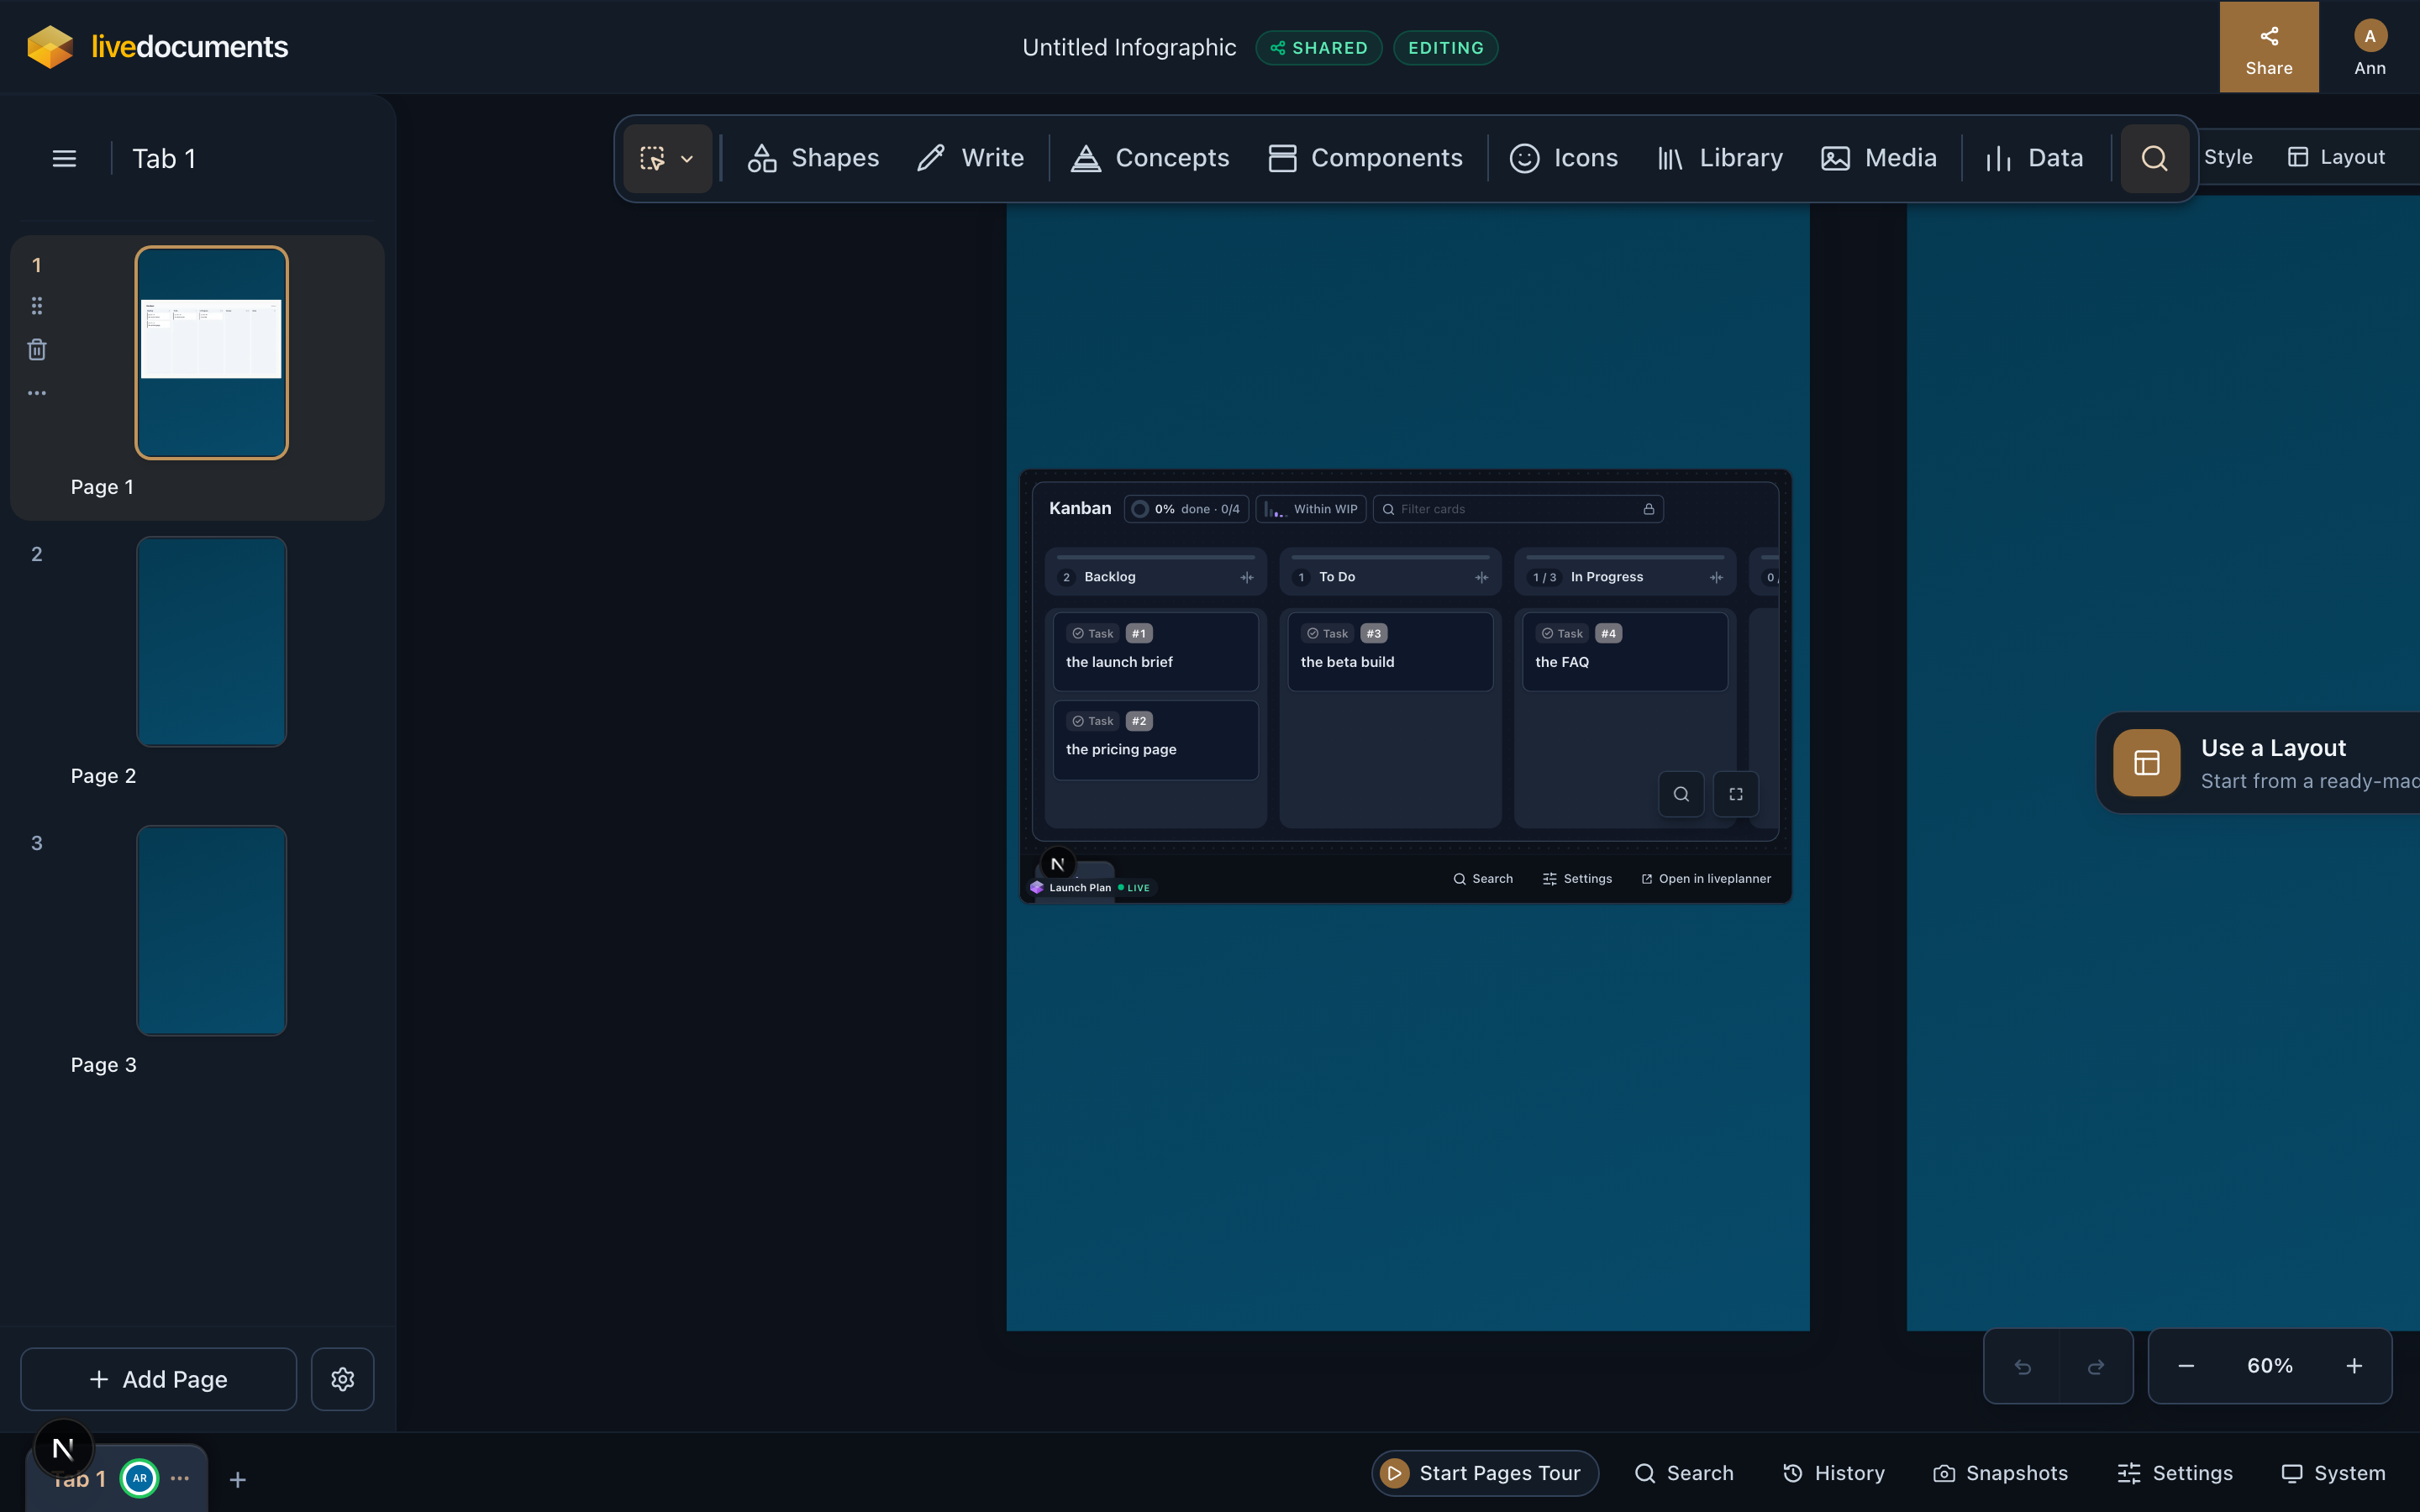 livedocuments
Untitled Infographic
SHARED
EDITING
Share
A
Ann
Tab 1
Shapes
Write
Concepts
Components
Icons
Library
Media
Data
Style
Layout
1
Page 1
2
Page 2
3
Page 3
Kanban
0% done · 0/4
Within WIP
Filter cards
2 Backlog
1 To Do
1 / 3 In Progress
0 /
Task #1
the launch brief
Task #2
the pricing page
Task #3
the beta build
Task #4
the FAQ
N
Launch Plan
LIVE
Search
Settings
Open in liveplanner
Use a Layout
Start from a ready-mad
Add Page
60%
N
Tab 1
AR
Start Pages Tour
Search
History
Snapshots
Settings
System